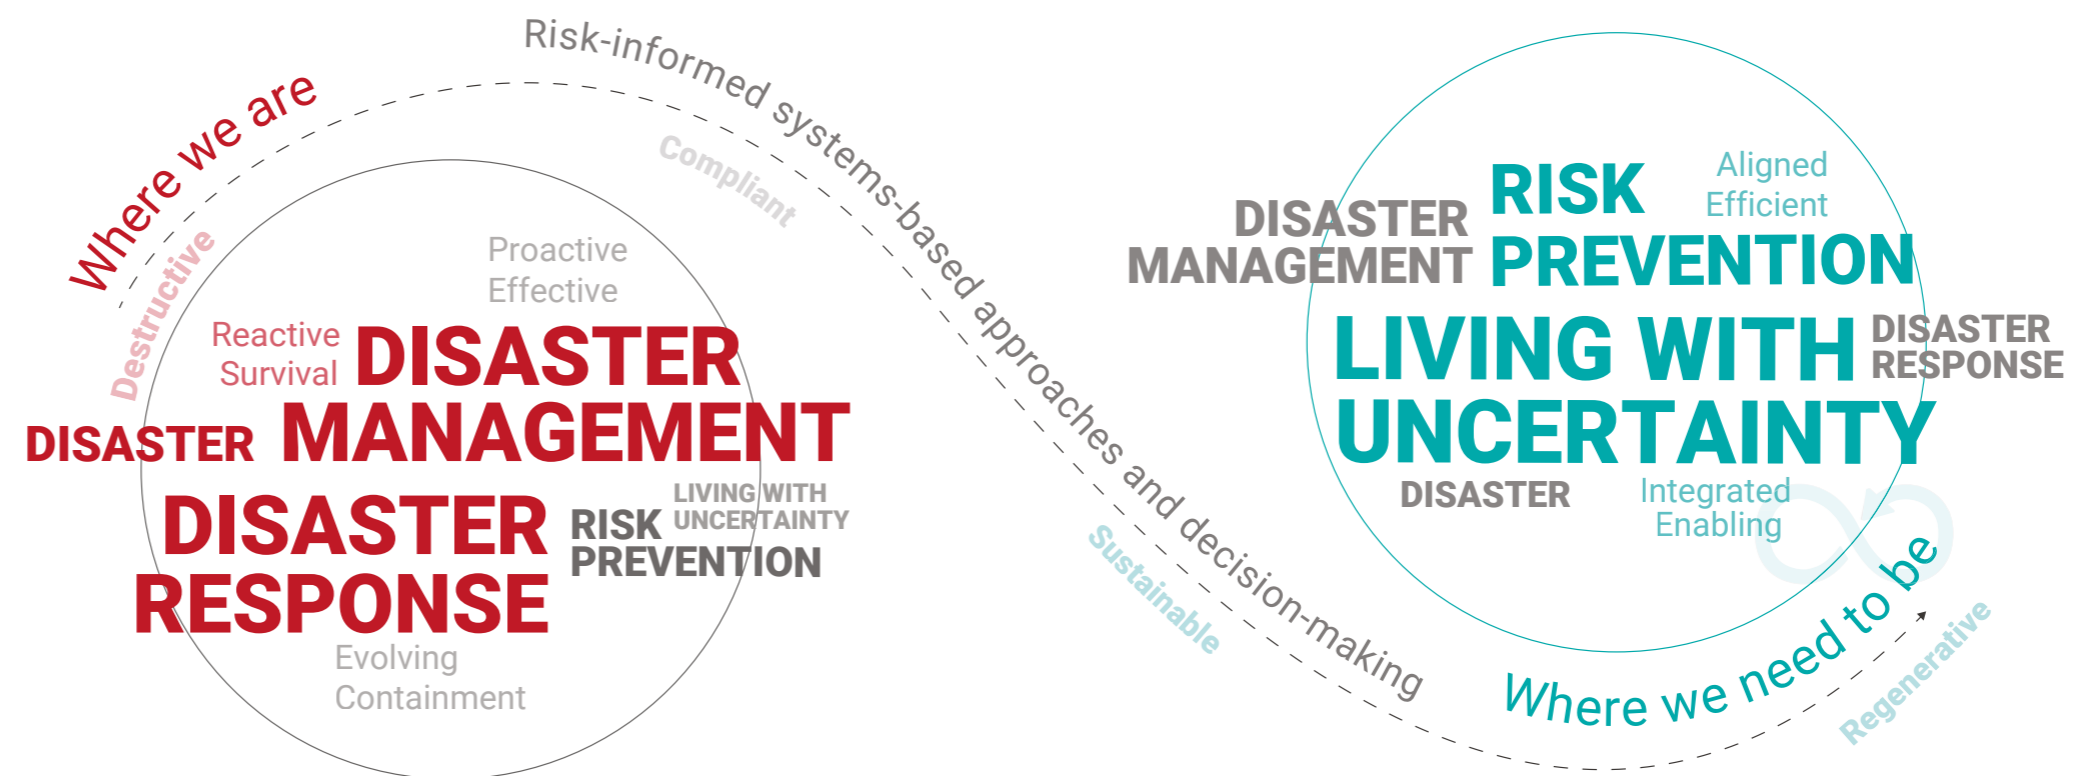 Where we are
Destructive
Risk-informed systems-based approaches and decision-making
Compliant
Proactive
Effective
Reactive
Survival
DISASTER
MANAGEMENT
DISASTER
DISASTER
RESPONSE
RISK
PREVENTION
LIVING WITH
UNCERTAINTY
Evolving
Containment
Sustainable
DISASTER
MANAGEMENT
RISK
PREVENTION
Aligned
Efficient
LIVING WITH
UNCERTAINTY
DISASTER
RESPONSE
DISASTER
Integrated
Enabling
Where we need to be
Regenerative